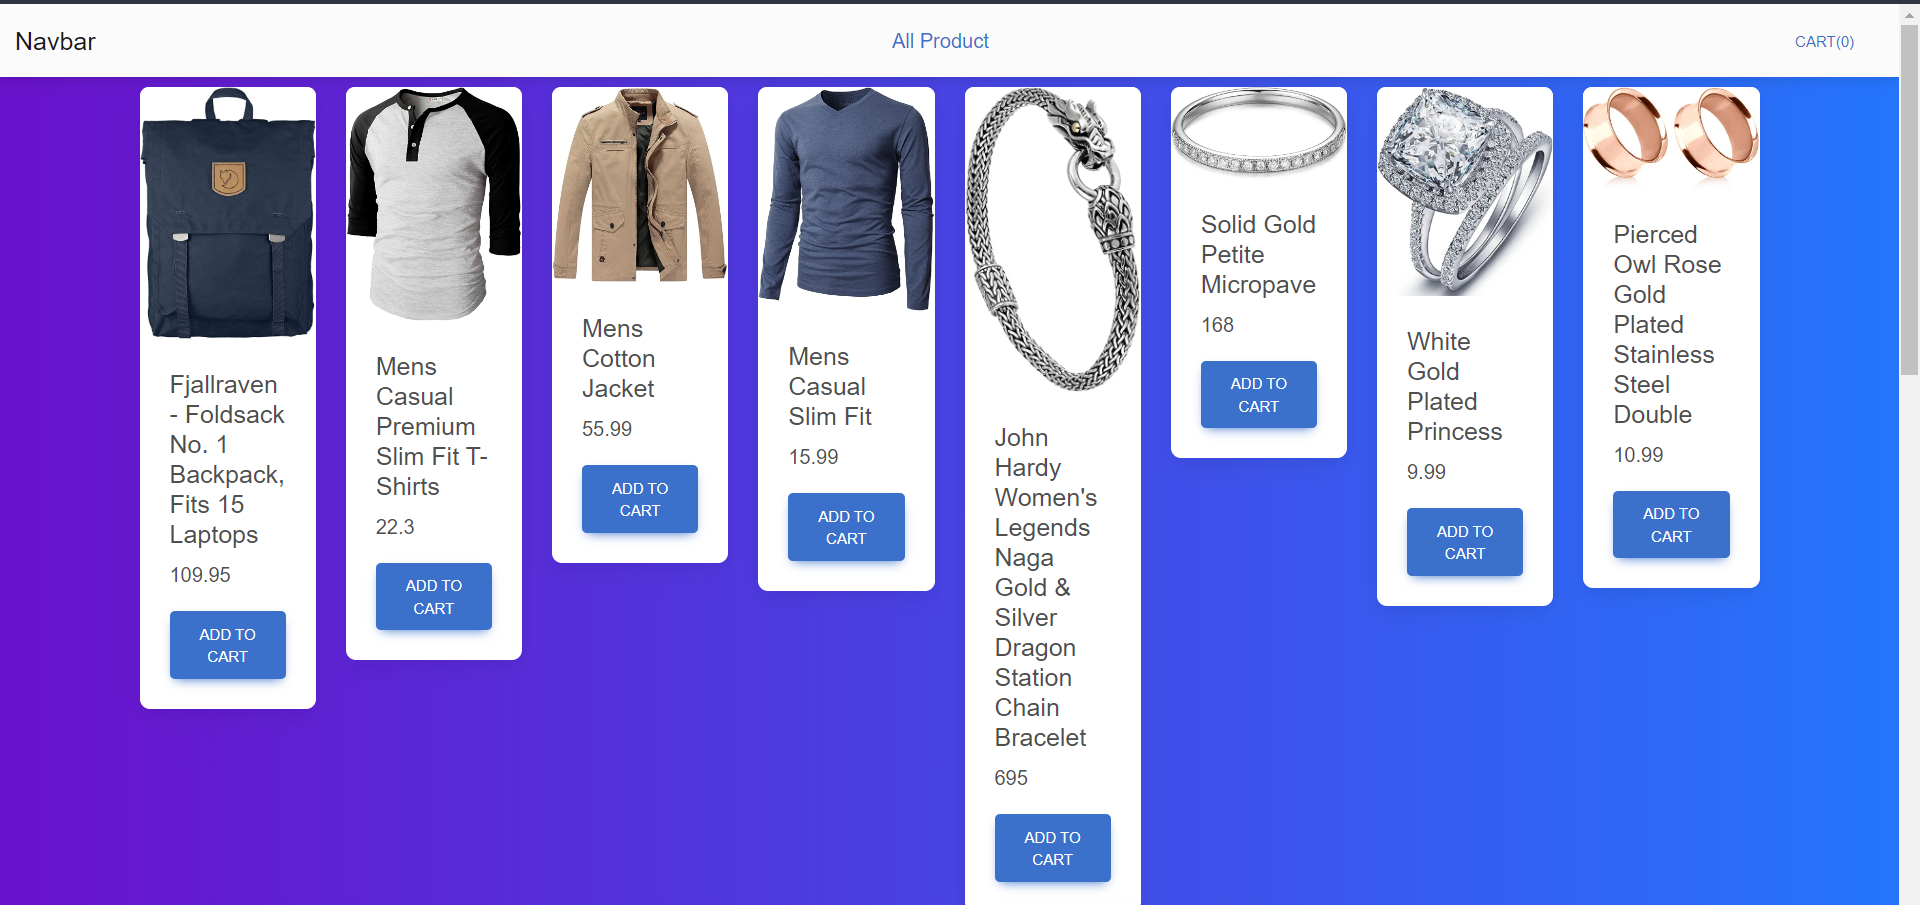 Navbar
All Product
CART(0)
Fjallraven
- Foldsack
No. 1
Backpack,
Fits 15
Laptops
109.95
ADD TO
CART
Mens
Casual
Premium
Slim Fit T-
Shirts
22.3
ADD TO
CART
Mens
Cotton
Jacket
55.99
ADD TO
CART
Mens
Casual
Slim Fit
15.99
ADD TO
CART
John
Hardy
Women's
Legends
Naga
Gold &
Silver
Dragon
Station
Chain
Bracelet
695
ADD TO
CART
Solid Gold
Petite
Micropave
168
ADD TO
CART
White
Gold
Plated
Princess
9.99
ADD TO
CART
Pierced
Owl Rose
Gold
Plated
Stainless
Steel
Double
10.99
ADD TO
CART